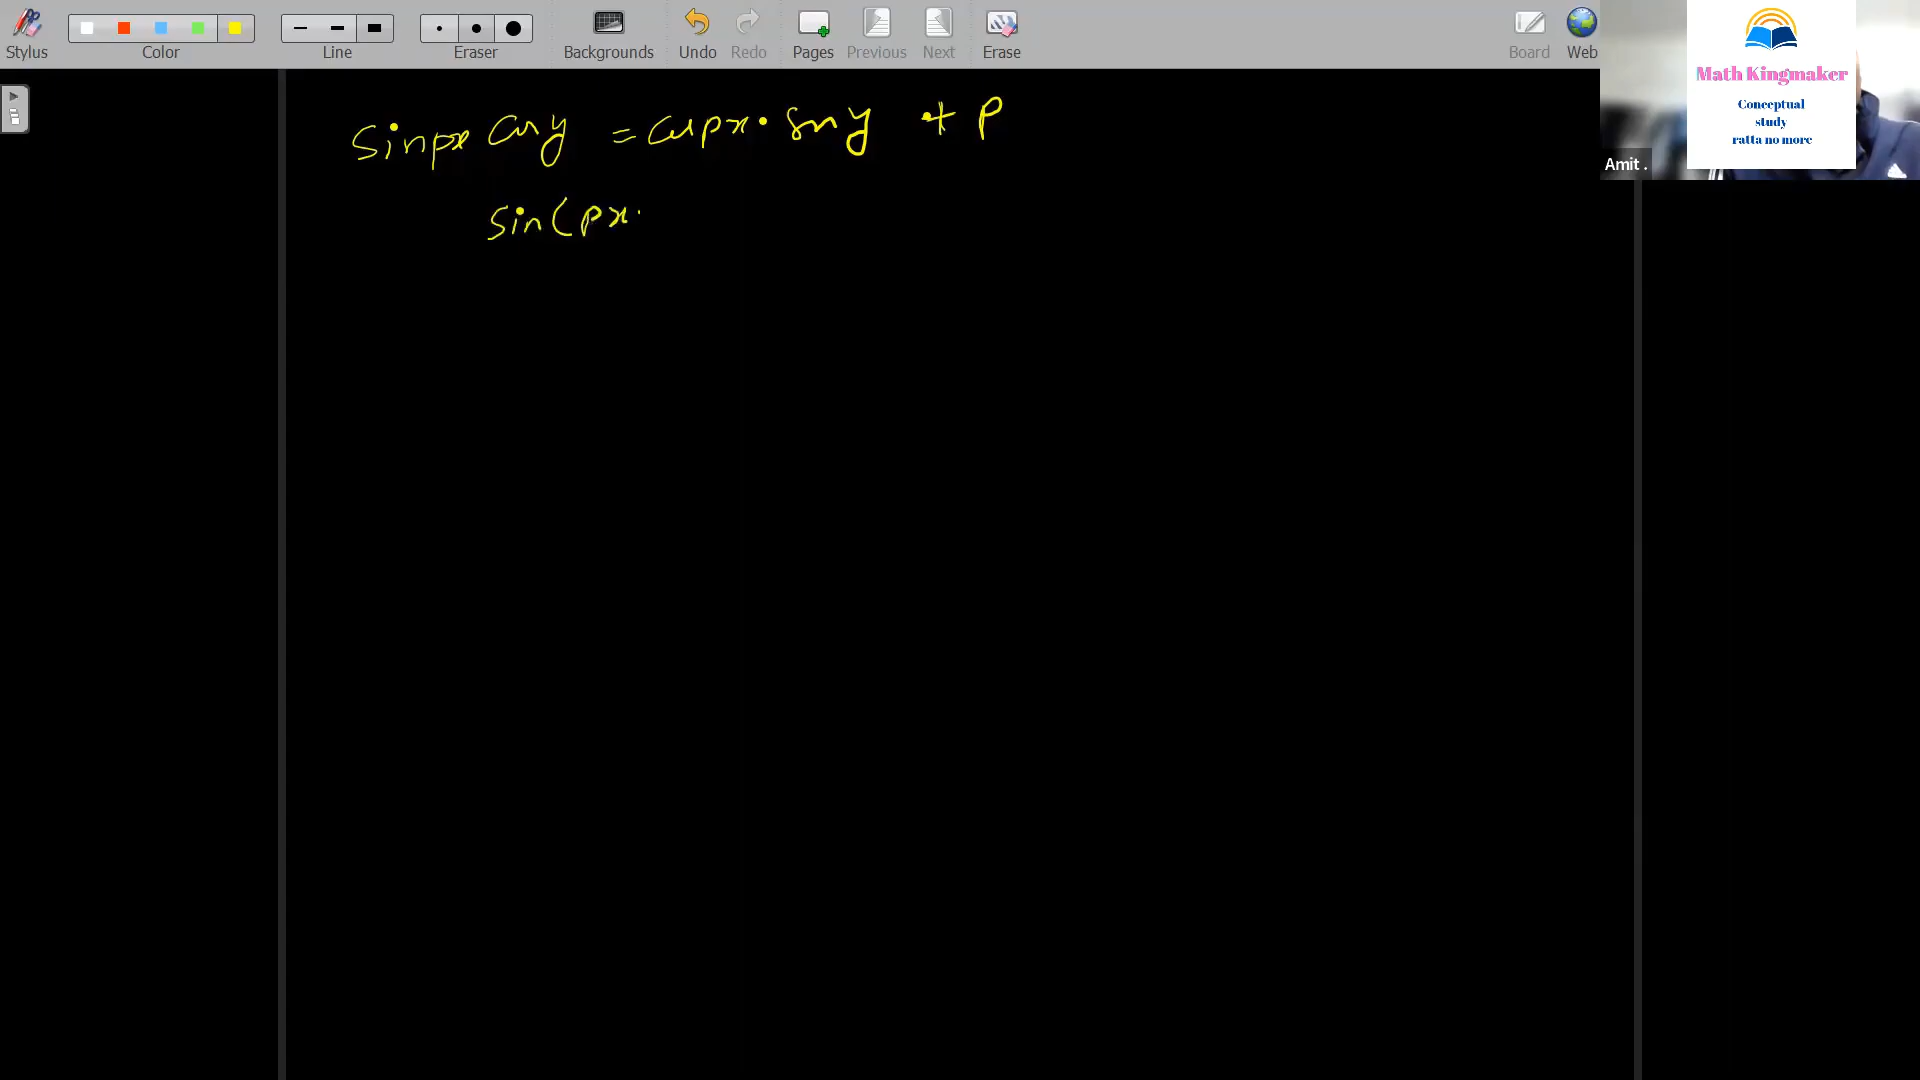 Stylus Color Line Eraser Backgrounds Undo Redo Pages Previous Next Erase Board Web
Math Kingmaker
Conceptual
study
ratta no more
Amit .
sinpx cosy = cospx · siny + p
sin(px-